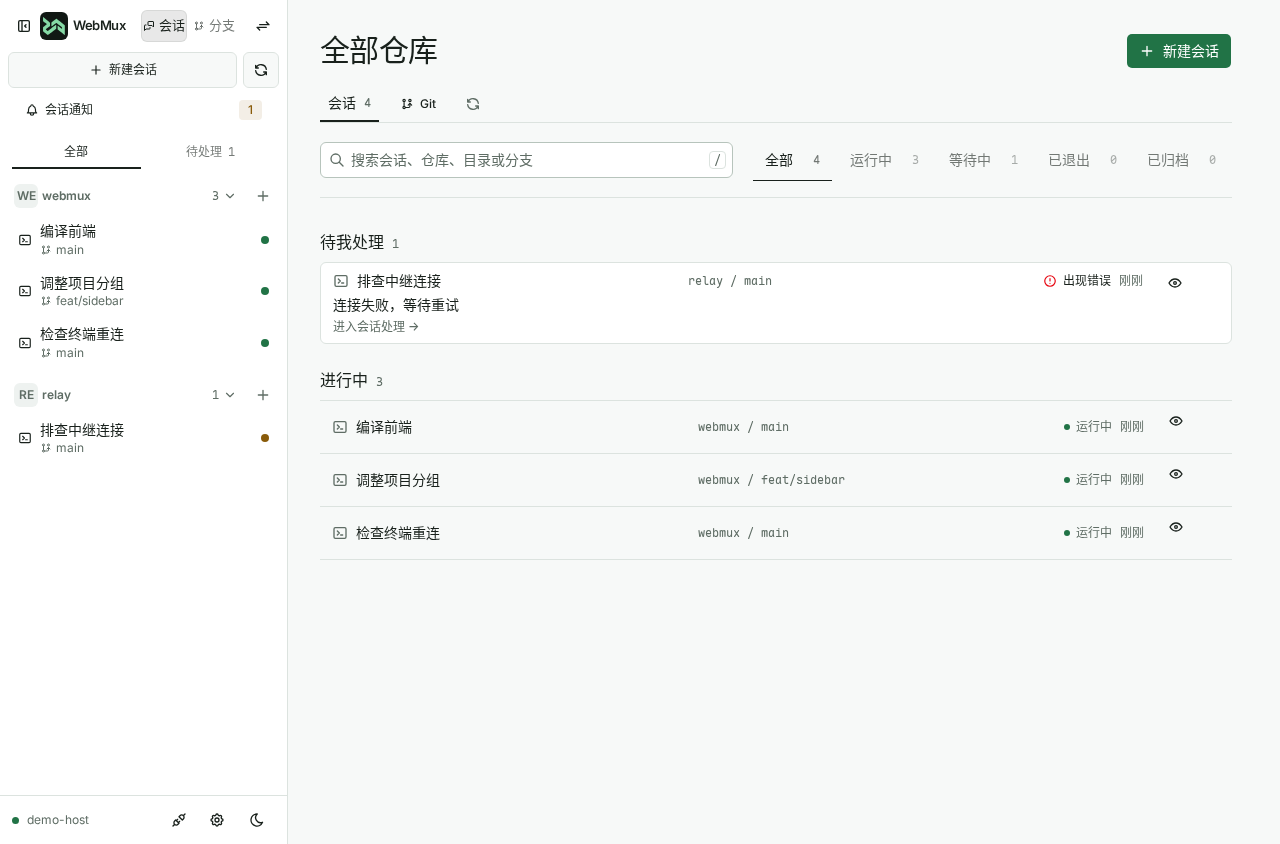 WebMux 会话 分支
新建会话
会话通知 1
全部 待处理 1
WE webmux 3
编译前端
main
调整项目分组
feat/sidebar
检查终端重连
main
RE relay 1
排查中继连接
main
demo-host
全部仓库
新建会话
会话 4 Git
搜索会话、仓库、目录或分支 /
全部 4 运行中 3 等待中 1 已退出 0 已归档 0
待我处理 1
排查中继连接 relay / main 出现错误 刚刚
连接失败，等待重试
进入会话处理 →
进行中 3
编译前端 webmux / main 运行中 刚刚
调整项目分组 webmux / feat/sidebar 运行中 刚刚
检查终端重连 webmux / main 运行中 刚刚